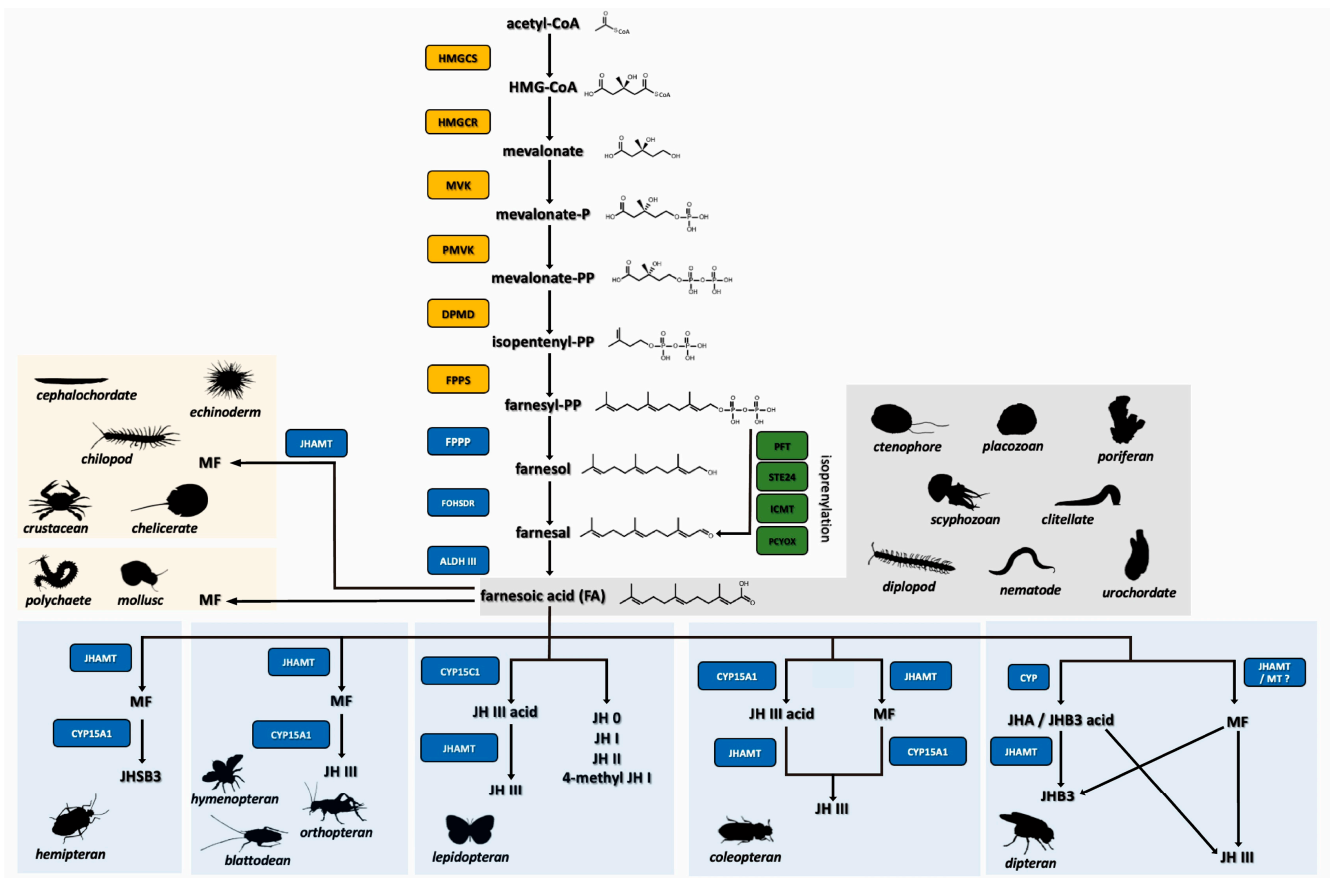 acetyl-CoA
HMGCS
HMG-CoA
HMGCR
mevalonate
MVK
mevalonate-P
PMVK
mevalonate-PP
DPMD
isopentenyl-PP
FPPS
farnesyl-PP
FPPP
farnesol
FOHSDR
farnesal
ALDH III
farnesoic acid (FA)
PFT
STE24
ICMT
PCYOX
isoprenylation
cephalochordate
echinoderm
chilopod
MF
JHAMT
crustacean
chelicerate
polychaete
mollusc
MF
ctenophore
placozoan
poriferan
scyphozoan
clitellate
diplopod
nematode
urochordate
JHAMT
MF
CYP15A1
JHSB3
hemipteran
JHAMT
MF
CYP15A1
JH III
hymenopteran
orthopteran
blattodean
CYP15C1
JH III acid
JHAMT
JH III
JH 0
JH I
JH II
4-methyl JH I
lepidopteran
CYP15A1
JHAMT
JH III acid
MF
JHAMT
CYP15A1
JH III
coleopteran
CYP
JHAMT
/ MT ?
JHA / JHB3 acid
MF
JHAMT
JHB3
JH III
dipteran